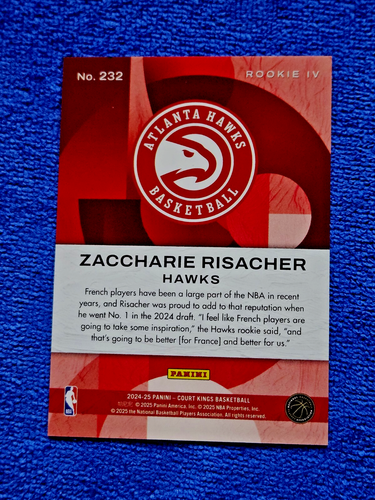 No. 232
ROOKIE IV
ATLANTA HAWKS
BASKETBALL
ZACCHARIE RISACHER
HAWKS
French players have been a large part of the NBA in recent
years, and Risacher was proud to add to that reputation when
he went No. 1 in the 2024 draft. “I feel like French players are
going to take some inspiration,” the Hawks rookie said, “and
that’s going to be better [for France] and better for us.”
PANINI
2024-25 PANINI – COURT KINGS BASKETBALL
© 2025 Panini America, Inc. © 2025 NBA Properties, Inc.
© 2025 the National Basketball Players Association. All rights reserved.